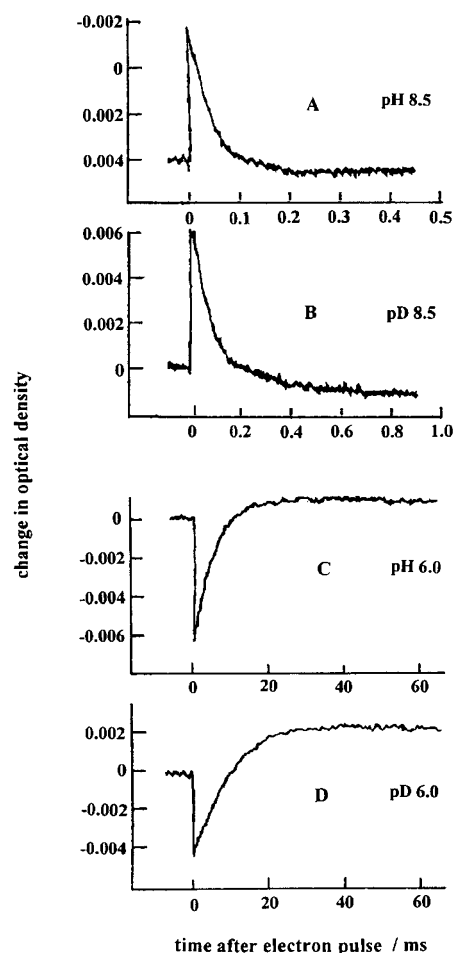 -0.002
0
0.002
0.004
A
pH 8.5
0 0.1 0.2 0.3 0.4 0.5
0.006
0.004
0.002
0
B
pD 8.5
0 0.2 0.4 0.6 0.8 1.0
change in optical density
0
-0.002
-0.004
-0.006
C
pH 6.0
0 20 40 60
0.002
0
-0.002
-0.004
D
pD 6.0
0 20 40 60
time after electron pulse / ms